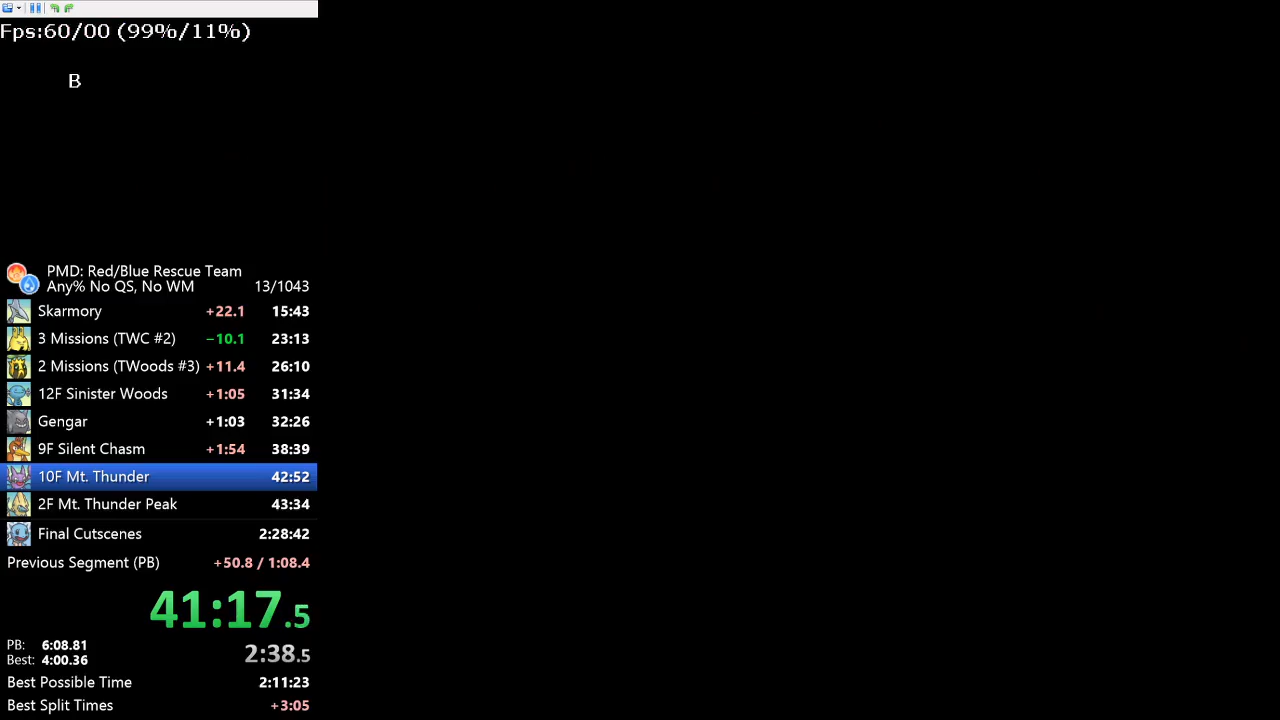 Fps:60/00 (99%/11%)
B
PMD: Red/Blue Rescue Team
Any% No QS, No WM 13/1043
Skarmory +22.1 15:43
3 Missions (TWC #2) −10.1 23:13
2 Missions (TWoods #3) +11.4 26:10
12F Sinister Woods +1:05 31:34
Gengar +1:03 32:26
9F Silent Chasm +1:54 38:39
10F Mt. Thunder 42:52
2F Mt. Thunder Peak 43:34
Final Cutscenes 2:28:42
Previous Segment (PB) +50.8 / 1:08.4
41:17.5
PB: 6:08.81
Best: 4:00.36
2:38.5
Best Possible Time 2:11:23
Best Split Times +3:05